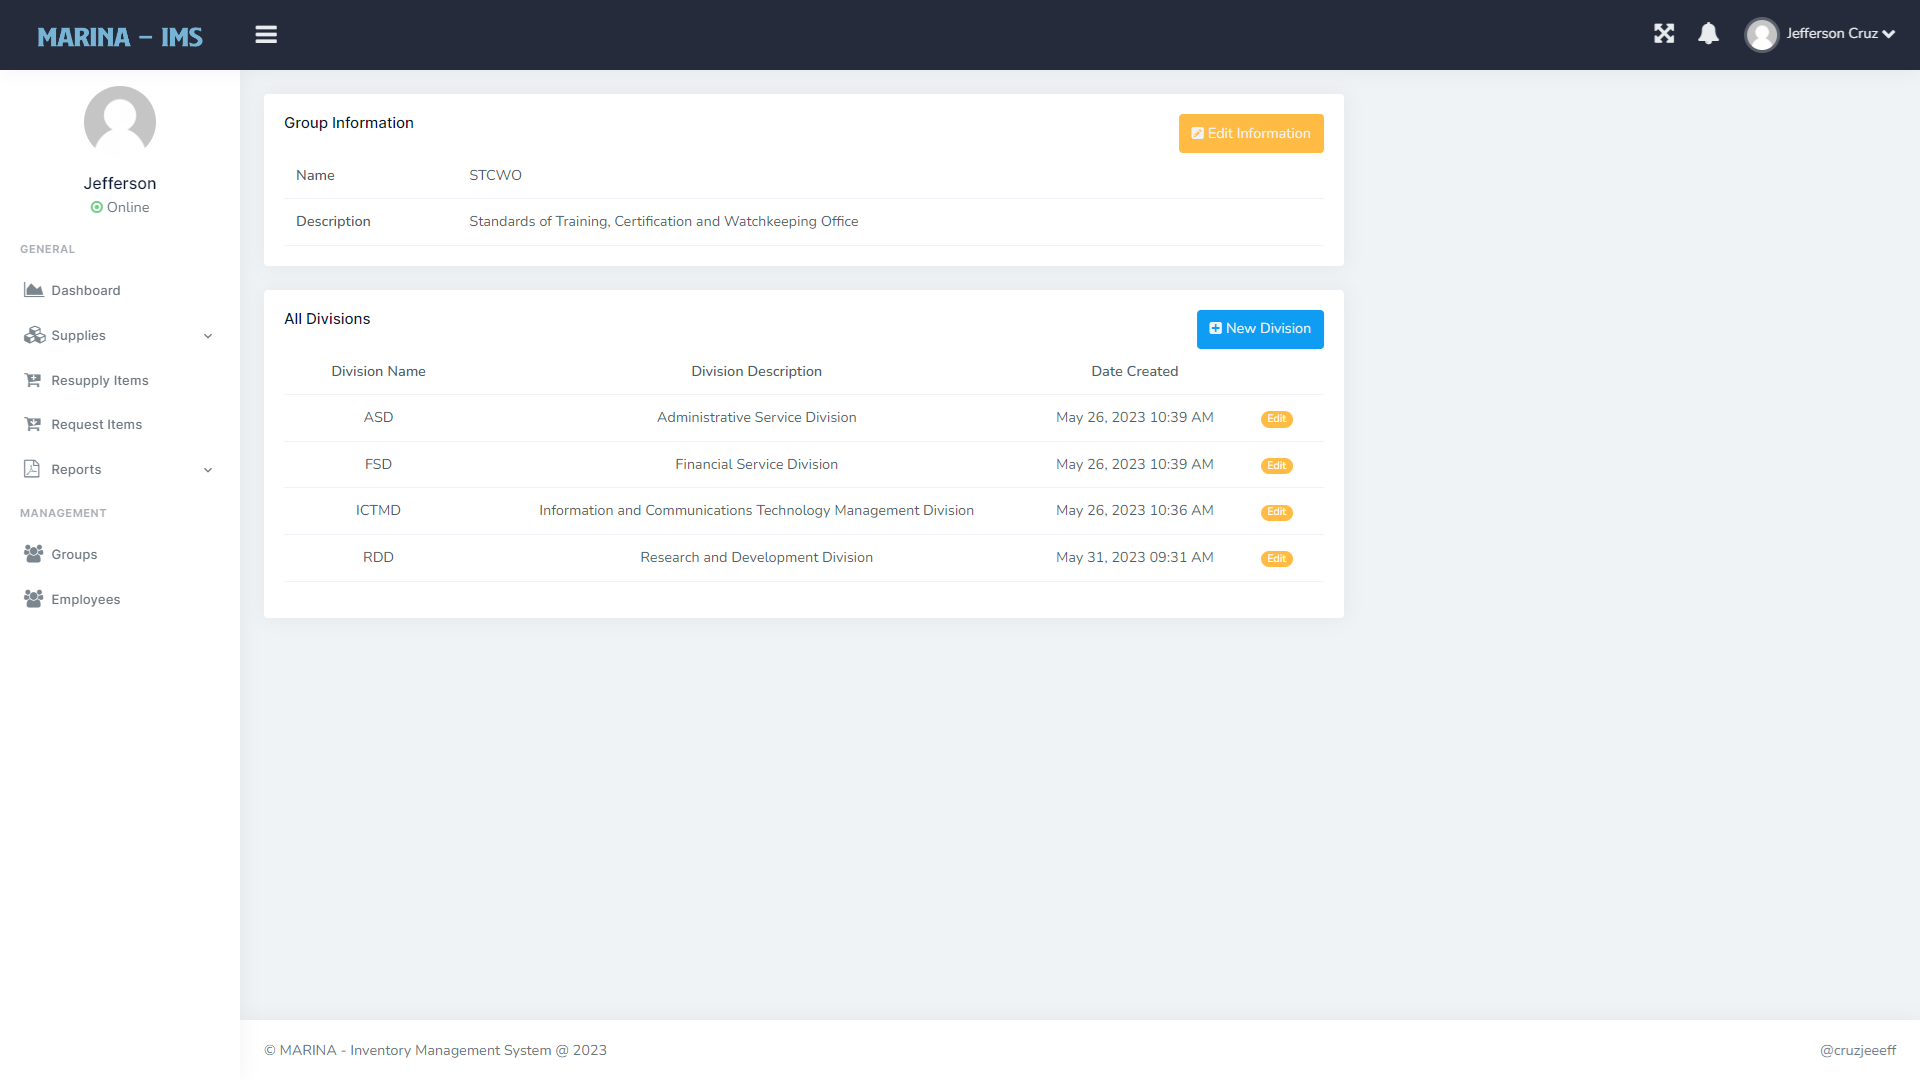 MARINA – IMS
Jefferson Cruz
Jefferson
Online
GENERAL
Dashboard
Supplies
Resupply Items
Request Items
Reports
MANAGEMENT
Groups
Employees
Group Information
Edit Information
Name STCWO
Description Standards of Training, Certification and Watchkeeping Office
All Divisions
New Division
Division Name Division Description Date Created
ASD Administrative Service Division May 26, 2023 10:39 AM Edit
FSD Financial Service Division May 26, 2023 10:39 AM Edit
ICTMD Information and Communications Technology Management Division May 26, 2023 10:36 AM Edit
RDD Research and Development Division May 31, 2023 09:31 AM Edit
© MARINA - Inventory Management System @ 2023
@cruzjeeeff